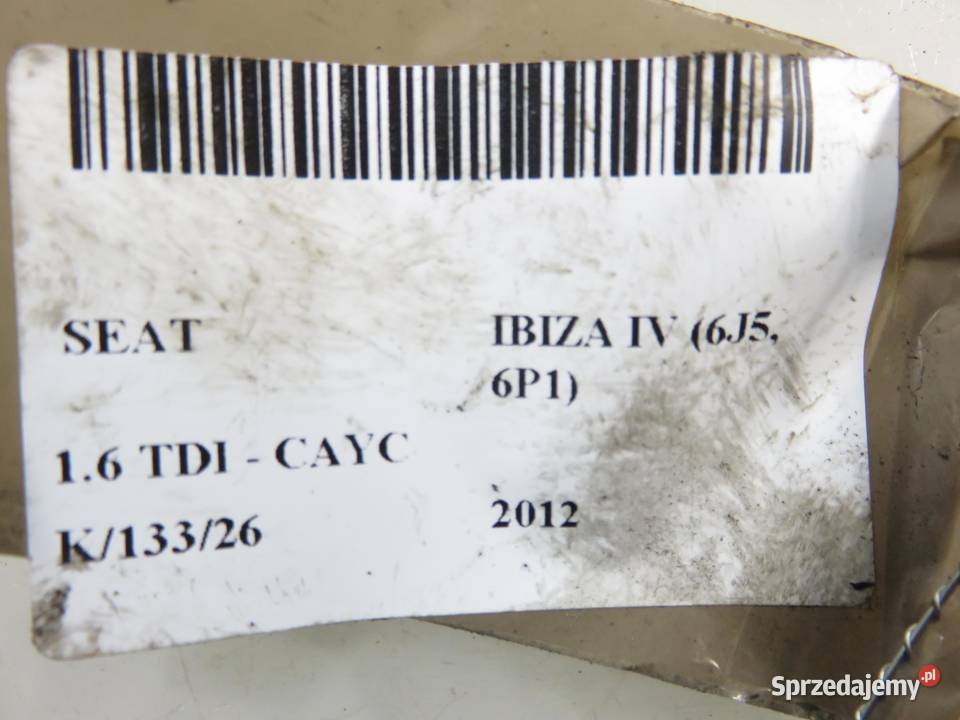 SEAT
IBIZA IV (6J5,
6P1)
1.6 TDI - CAYC
2012
K/133/26
Sprzedajemy.pl